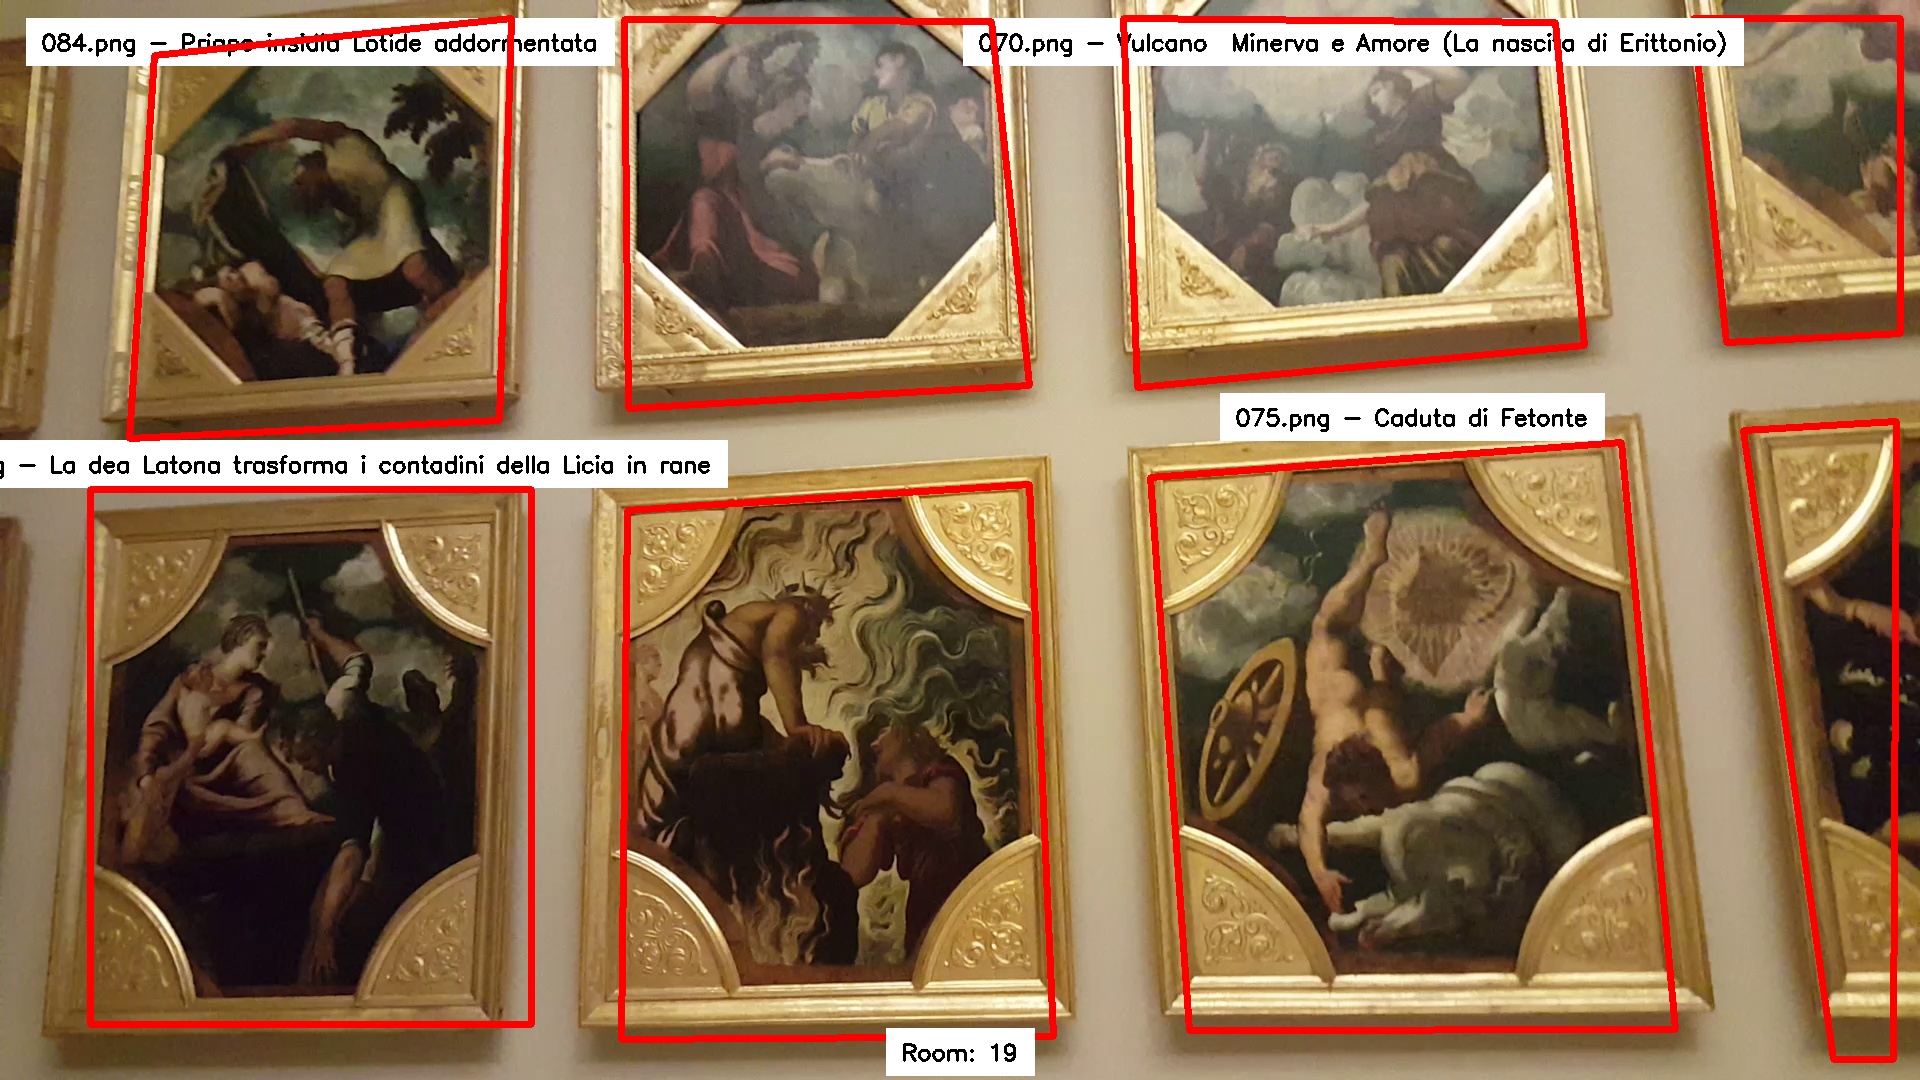 084.png - Priapo insidia Lotide addormentata
070.png - Vulcano  Minerva e Amore (La nascita di Erittonio)
075.png - Caduta di Fetonte
g - La dea Latona trasforma i contadini della Licia in rane
Room: 19